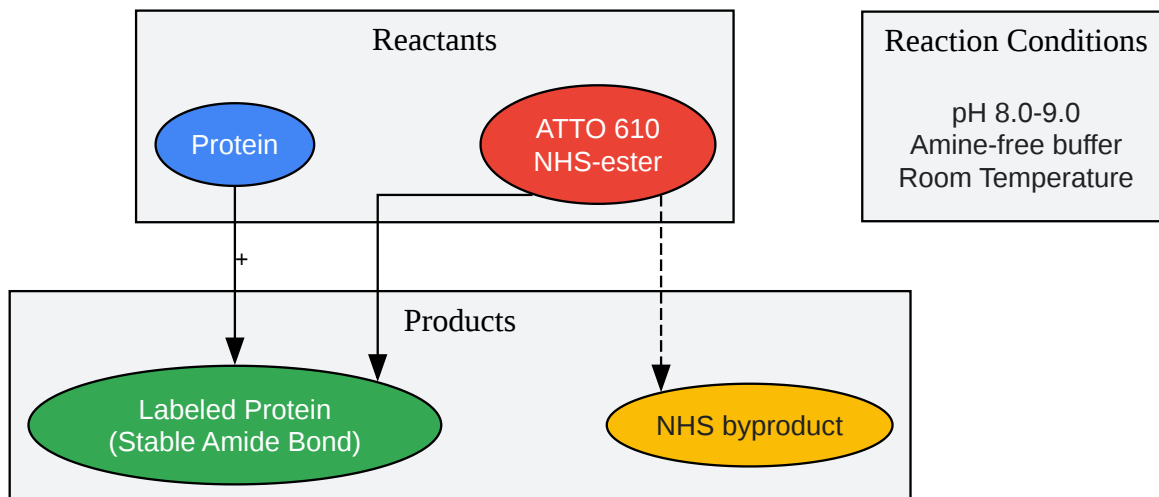 Reactants
Protein
ATTO 610
NHS-ester
Reaction Conditions
pH 8.0-9.0
Amine-free buffer
Room Temperature
+
Products
Labeled Protein
(Stable Amide Bond)
NHS byproduct